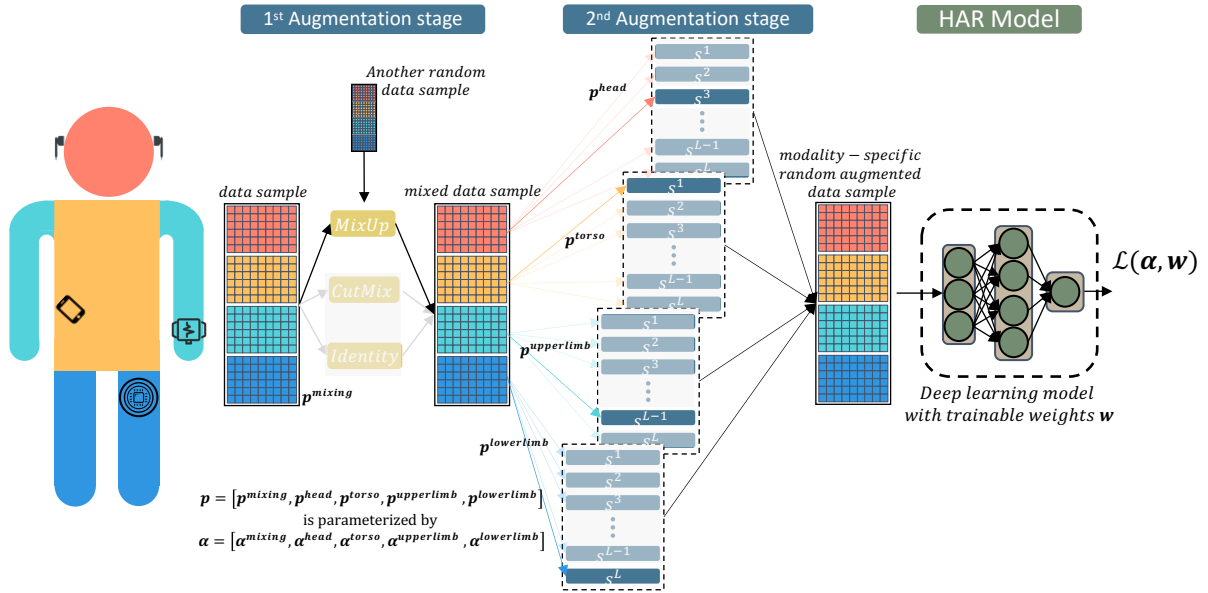 1st Augmentation stage
2nd Augmentation stage
HAR Model
Another random
data sample
data sample
MixUp
CutMix
Identity
p^mixing
mixed data sample
p^head
S^1
S^2
S^3
S^{L−1}
S^L
p^torso
S^1
S^2
S^3
S^{L−1}
S^L
p^upperlimb
S^1
S^2
S^3
S^{L−1}
S^L
p^lowerlimb
S^1
S^2
S^3
S^{L−1}
S^L
modality − specific
random augmented
data sample
ℒ(α, w)
Deep learning model
with trainable weights w
p = [p^mixing, p^head, p^torso, p^upperlimb, p^lowerlimb]
is parameterized by
α = [α^mixing, α^head, α^torso, α^upperlimb, α^lowerlimb]